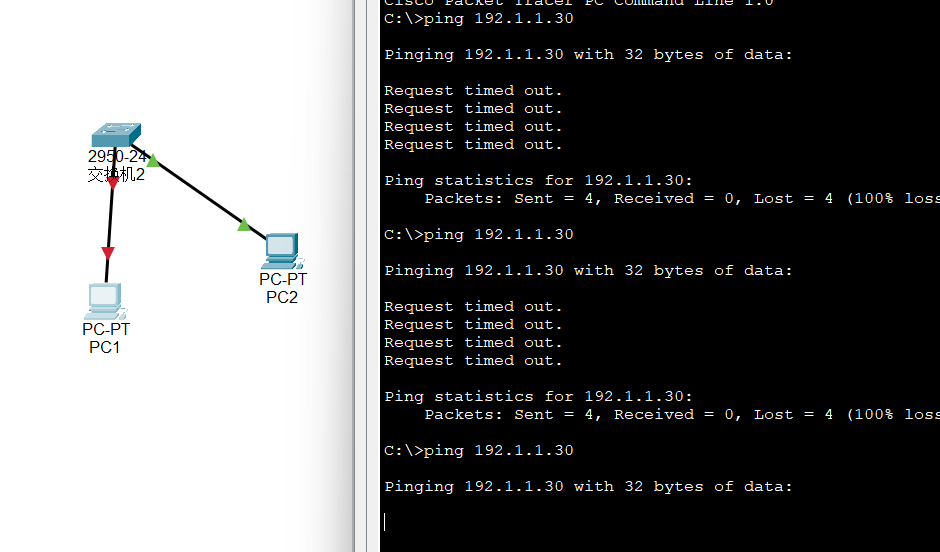 2950-24
交换机2
PC-PT
PC2
PC-PT
PC1
Cisco Packet Tracer PC Command Line 1.0
C:\>ping 192.1.1.30
Pinging 192.1.1.30 with 32 bytes of data:
Request timed out.
Request timed out.
Request timed out.
Request timed out.
Ping statistics for 192.1.1.30:
    Packets: Sent = 4, Received = 0, Lost = 4 (100% loss
C:\>ping 192.1.1.30
Pinging 192.1.1.30 with 32 bytes of data:
Request timed out.
Request timed out.
Request timed out.
Request timed out.
Ping statistics for 192.1.1.30:
    Packets: Sent = 4, Received = 0, Lost = 4 (100% loss
C:\>ping 192.1.1.30
Pinging 192.1.1.30 with 32 bytes of data: